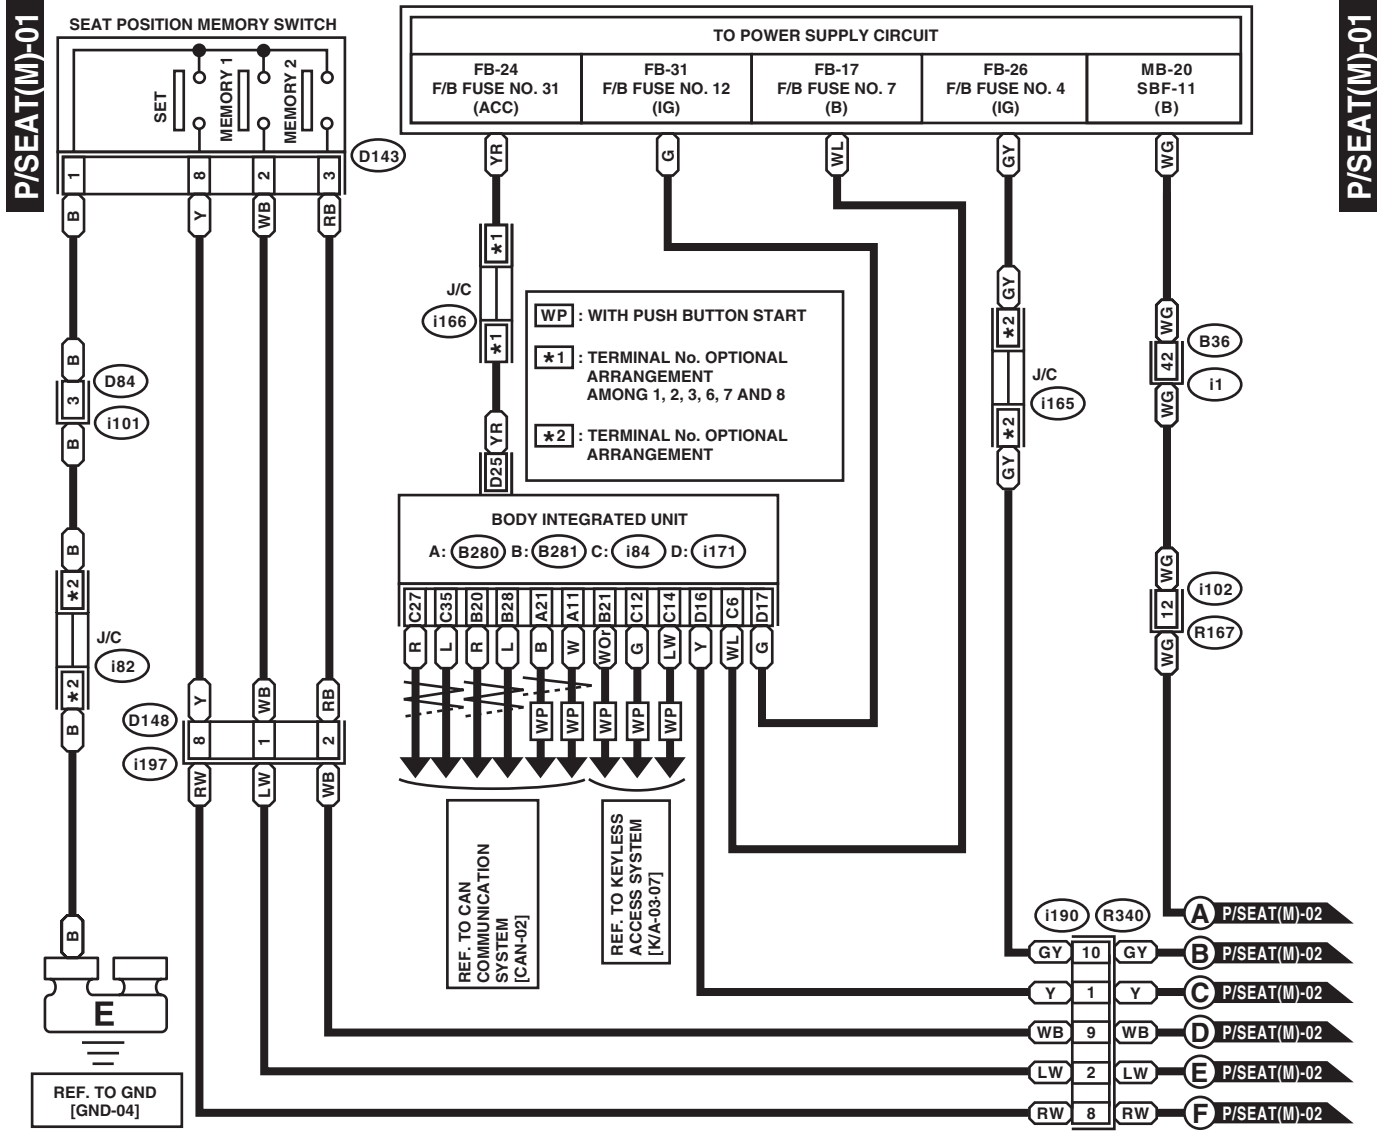 P/SEAT(M)-01
P/SEAT(M)-01
SEAT POSITION MEMORY SWITCH
SET
MEMORY 1
MEMORY 2
1
8
2
3
D143
B
Y
WB
RB
TO POWER SUPPLY CIRCUIT
FB-24
F/B FUSE NO. 31
(ACC)
FB-31
F/B FUSE NO. 12
(IG)
FB-17
F/B FUSE NO. 7
(B)
FB-26
F/B FUSE NO. 4
(IG)
MB-20
SBF-11
(B)
YR
G
WL
GY
WG
*1
J/C
i166
*1
YR
D25
WP : WITH PUSH BUTTON START
*1 : TERMINAL No. OPTIONAL
ARRANGEMENT
AMONG 1, 2, 3, 6, 7 AND 8
*2 : TERMINAL No. OPTIONAL
ARRANGEMENT
GY
*2
J/C
i165
*2
GY
WG
42
B36
i1
WG
B
3
D84
i101
B
B
*2
J/C
i82
*2
B
BODY INTEGRATED UNIT
A: B280 B: B281 C: i84 D: i171
C27
C35
B20
B28
A21
A11
B21
C12
C14
D16
C6
D17
R
L
R
L
B
W
WOr
G
LW
Y
WL
G
WP
WP
WP
WP
WP
WG
12
i102
R167
WG
Y
WB
RB
D148
8
1
2
i197
RW
LW
WB
REF. TO CAN
COMMUNICATION
SYSTEM
[CAN-02]
REF. TO KEYLESS
ACCESS SYSTEM
[K/A-03-07]
B
E
REF. TO GND
[GND-04]
i190
R340
A P/SEAT(M)-02
GY 10 GY B P/SEAT(M)-02
Y 1 Y C P/SEAT(M)-02
WB 9 WB D P/SEAT(M)-02
LW 2 LW E P/SEAT(M)-02
RW 8 RW F P/SEAT(M)-02